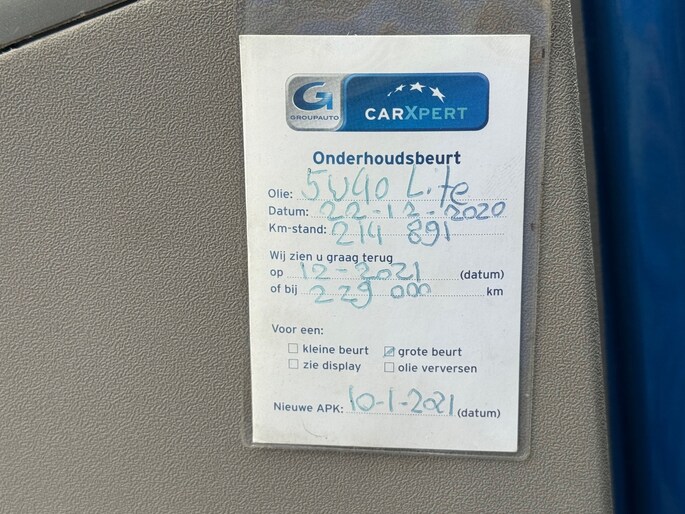 G
GROUPAUTO
CARXPERT
Onderhoudsbeurt
Olie: 5W40 Lite
Datum: 22-12-2020
Km-stand: 214 891
Wij zien u graag terug
op 12-2021 (datum)
of bij 229 000 km
Voor een:
☐ kleine beurt ☑ grote beurt
☐ zie display ☐ olie verversen
Nieuwe APK: 10-1-2021 (datum)